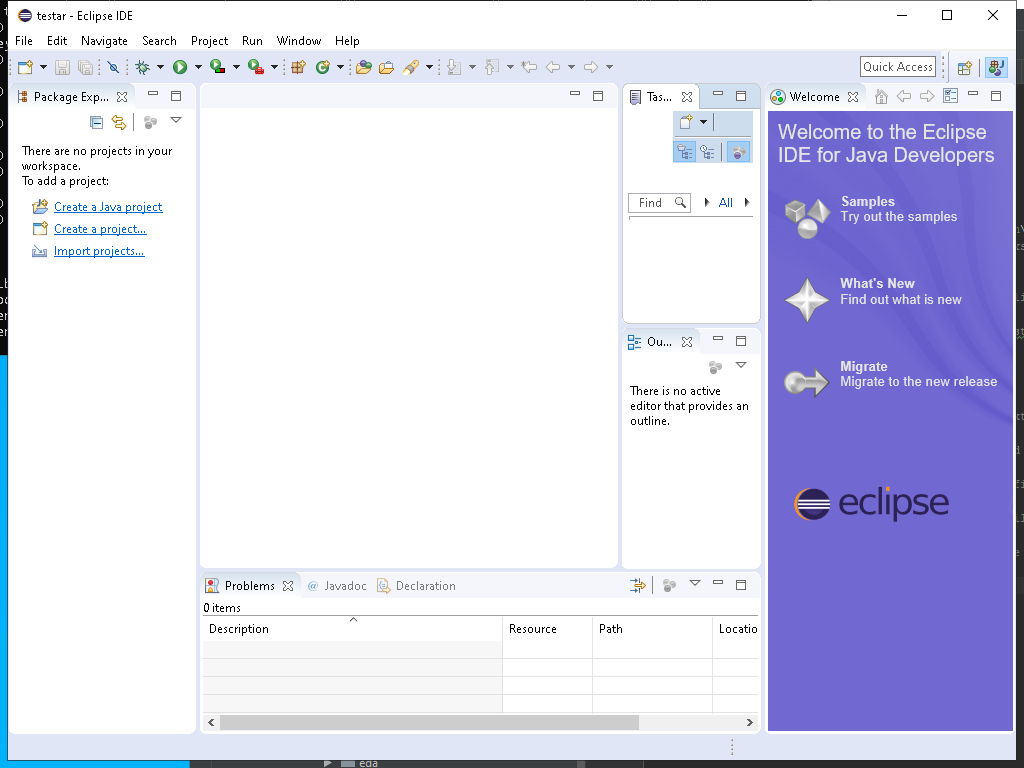 testar - Eclipse IDE
File Edit Navigate Search Project Run Window Help
Quick Access
Package Exp...
There are no projects in your
workspace.
To add a project:
Create a Java project
Create a project...
Import projects...
Tas...
Find
All
Ou...
There is no active
editor that provides an
outline.
Welcome
Welcome to the Eclipse
IDE for Java Developers
Samples
Try out the samples
What's New
Find out what is new
Migrate
Migrate to the new release
eclipse
Problems @ Javadoc Declaration
0 items
Description Resource Path Locatio
eda